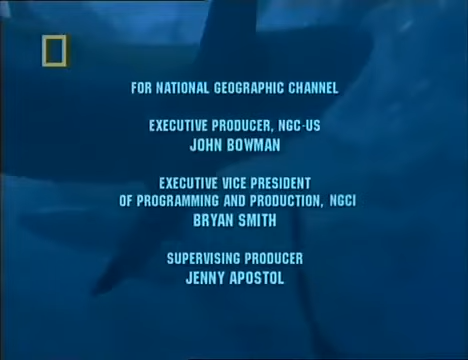 FOR NATIONAL GEOGRAPHIC CHANNEL
EXECUTIVE PRODUCER, NGC-US
JOHN BOWMAN
EXECUTIVE VICE PRESIDENT
OF PROGRAMMING AND PRODUCTION, NGCI
BRYAN SMITH
SUPERVISING PRODUCER
JENNY APOSTOL